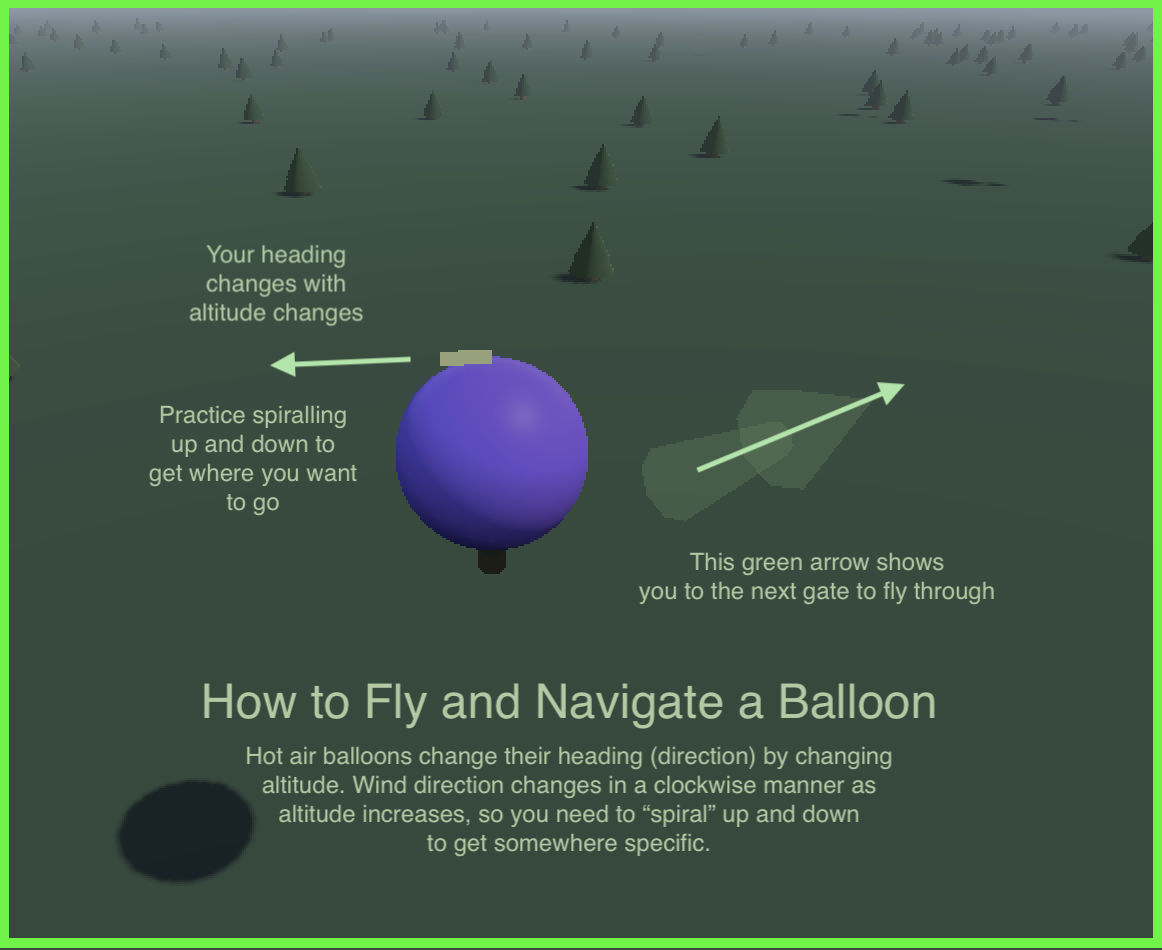 Your heading
changes with
altitude changes
Practice spiralling
up and down to
get where you want
to go
This green arrow shows
you to the next gate to fly through
How to Fly and Navigate a Balloon
Hot air balloons change their heading (direction) by changing
altitude. Wind direction changes in a clockwise manner as
altitude increases, so you need to “spiral” up and down
to get somewhere specific.